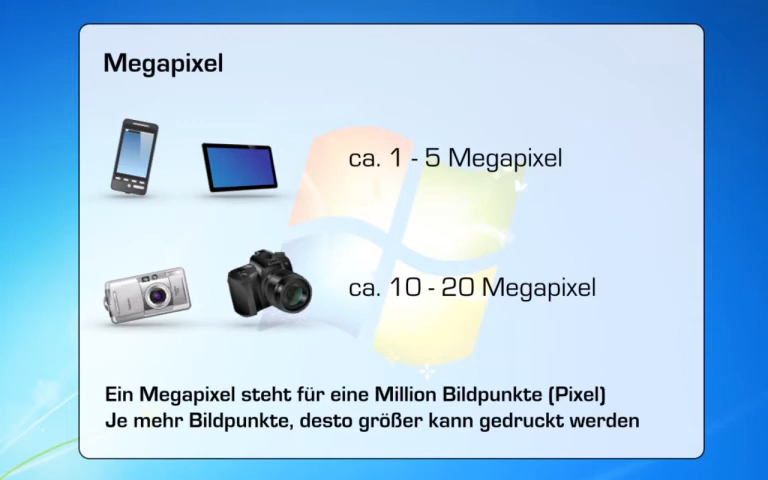 Megapixel
ca. 1 - 5 Megapixel
ca. 10 - 20 Megapixel
Ein Megapixel steht für eine Million Bildpunkte (Pixel)
Je mehr Bildpunkte, desto größer kann gedruckt werden